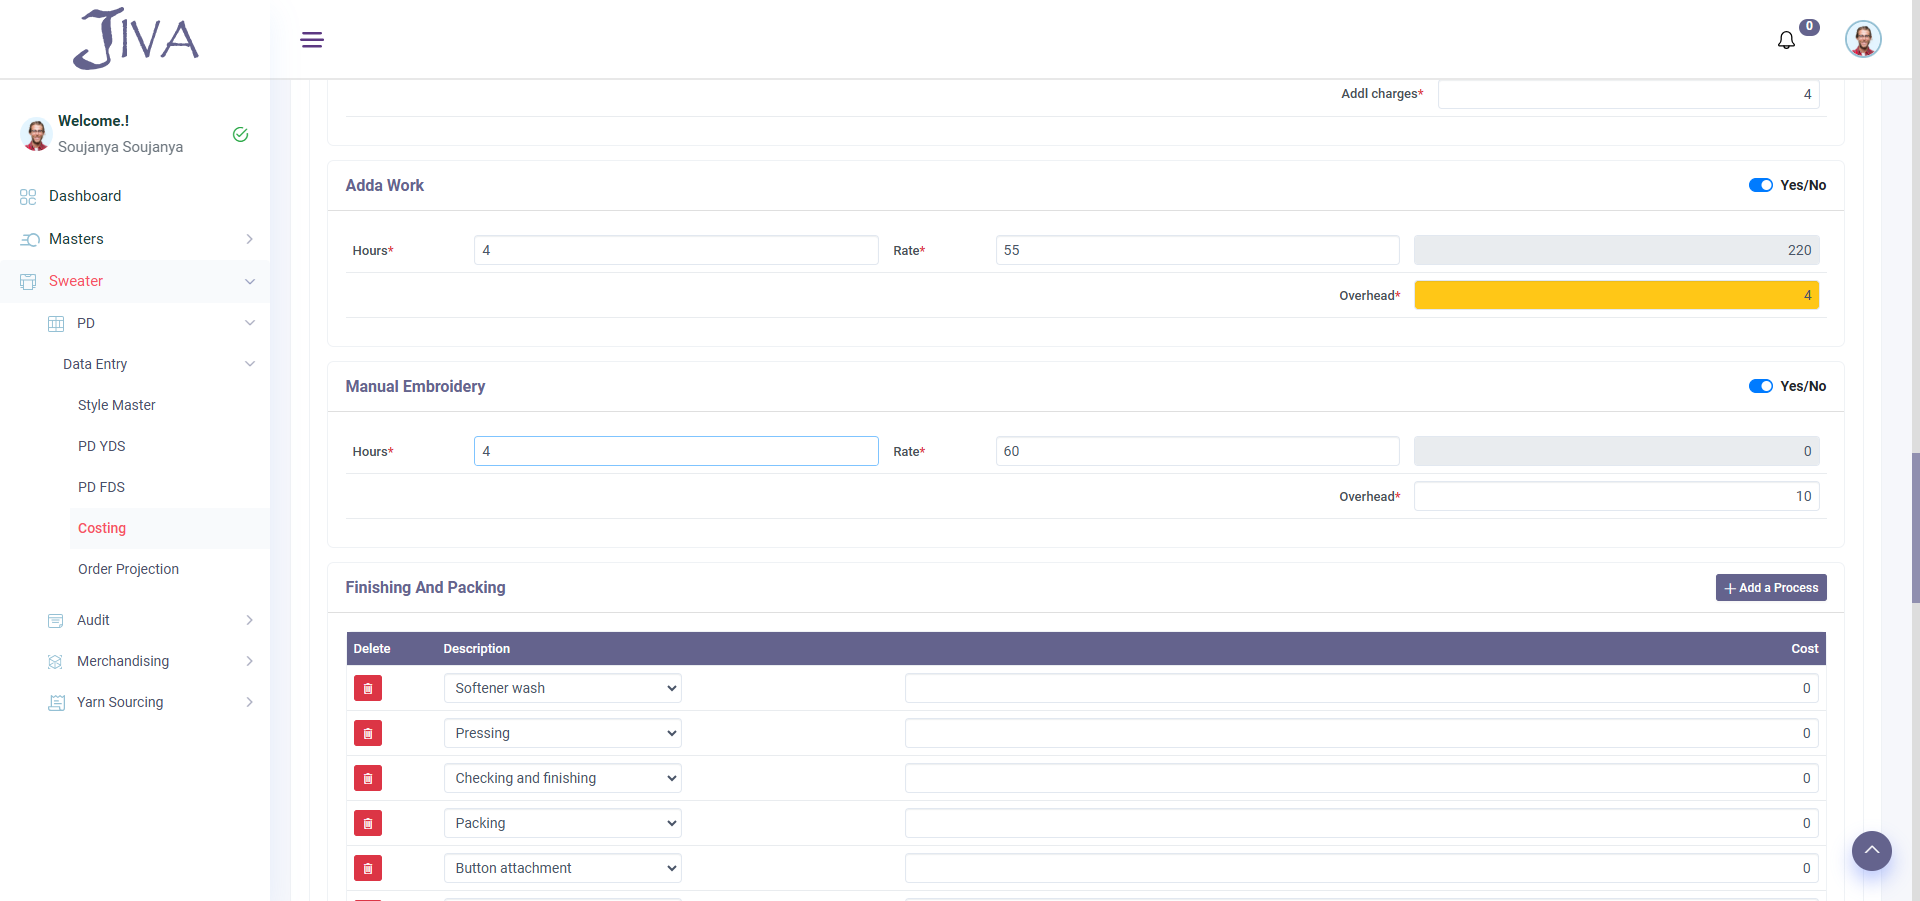 JIVA
0
Welcome.!
Soujanya Soujanya
Dashboard
Masters
Sweater
PD
Data Entry
Style Master
PD YDS
PD FDS
Costing
Order Projection
Audit
Merchandising
Yarn Sourcing
Addl charges* 4
Adda Work Yes/No
Hours* 4 Rate* 55 220
Overhead* 4
Manual Embroidery Yes/No
Hours* 4 Rate* 60 0
Overhead* 10
Finishing And Packing + Add a Process
Delete Description Cost
Softener wash 0
Pressing 0
Checking and finishing 0
Packing 0
Button attachment 0